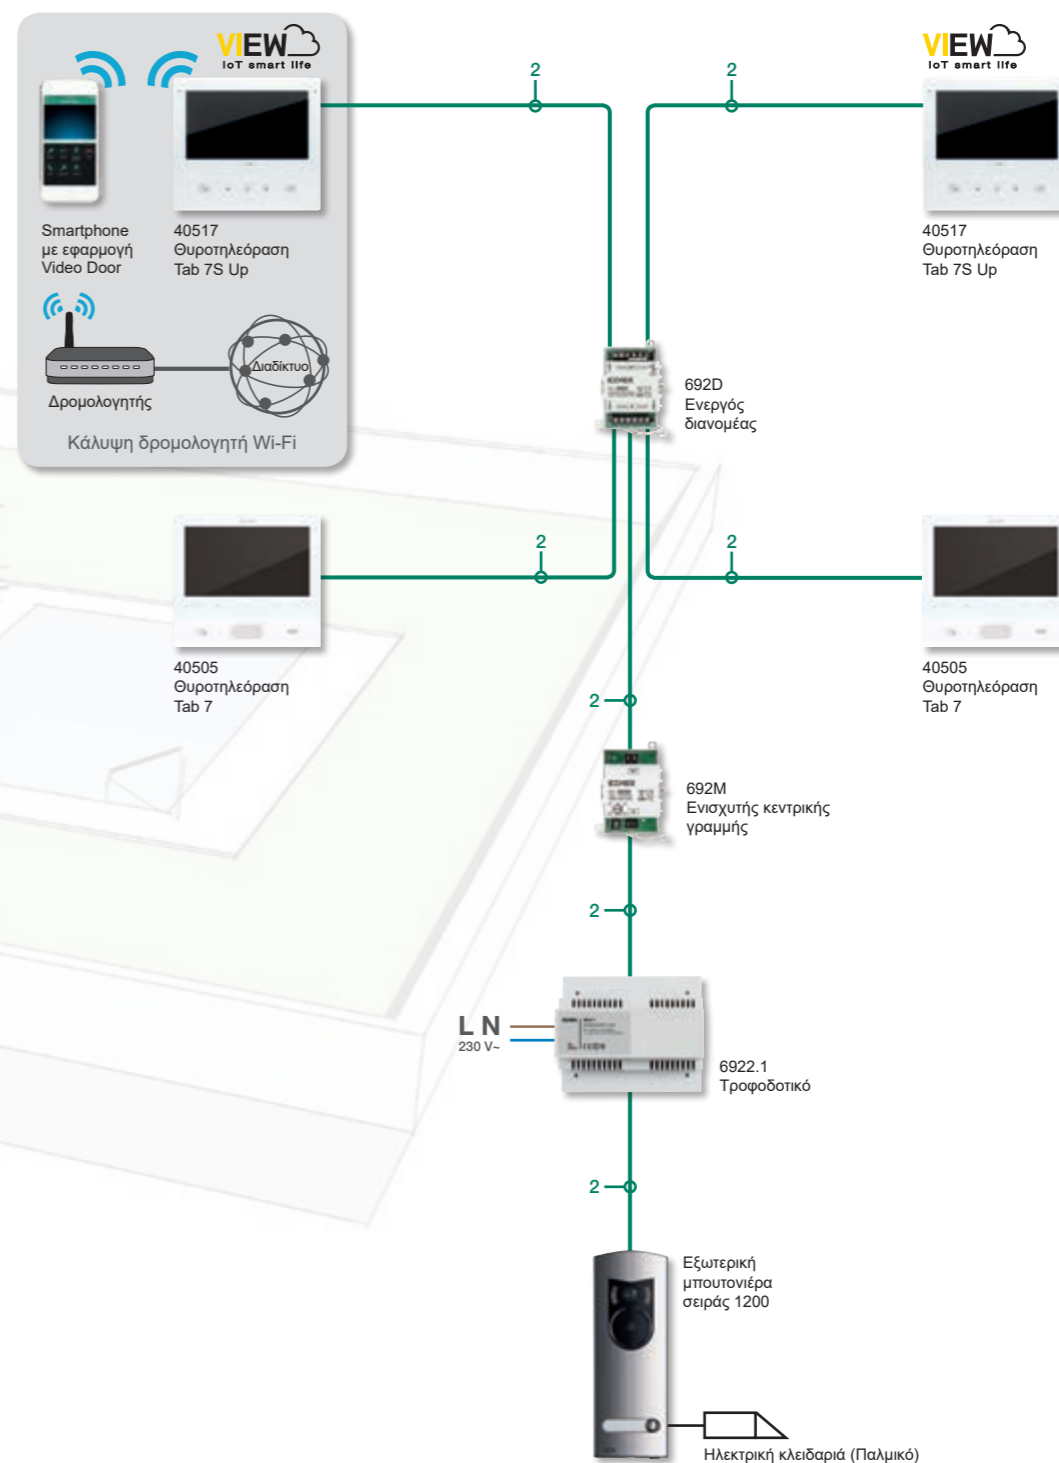 VIEW
IoT smart life
Smartphone
με εφαρμογή
Video Door
40517
Θυροτηλεόραση
Tab 7S Up
Δρομολογητής
Διαδίκτυο
Κάλυψη δρομολογητή Wi-Fi
2
2
VIEW
IoT smart life
40517
Θυροτηλεόραση
Tab 7S Up
692D
Ενεργός
διανομέας
2
2
40505
Θυροτηλεόραση
Tab 7
40505
Θυροτηλεόραση
Tab 7
2
692M
Ενισχυτής κεντρικής
γραμμής
2
L N
230 V~
6922.1
Τροφοδοτικό
2
Εξωτερική
μπουτονιέρα
σειράς 1200
Ηλεκτρική κλειδαριά (Παλμικό)